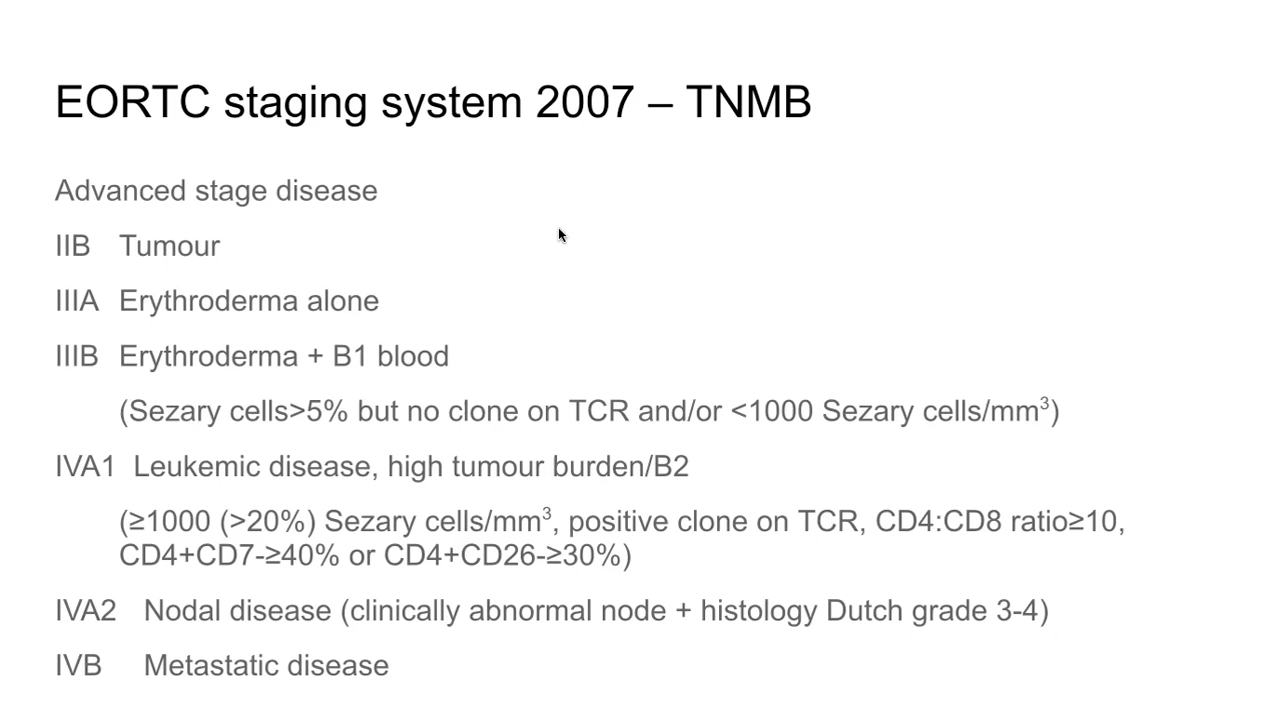 EORTC staging system 2007 – TNMB
Advanced stage disease
IIB Tumour
IIIA Erythroderma alone
IIIB Erythroderma + B1 blood
(Sezary cells>5% but no clone on TCR and/or <1000 Sezary cells/mm³)
IVA1 Leukemic disease, high tumour burden/B2
(≥1000 (>20%) Sezary cells/mm³, positive clone on TCR, CD4:CD8 ratio≥10,
CD4+CD7-≥40% or CD4+CD26-≥30%)
IVA2 Nodal disease (clinically abnormal node + histology Dutch grade 3-4)
IVB Metastatic disease